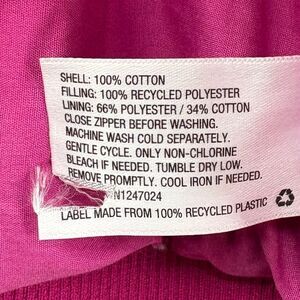 SHELL: 100% COTTON
FILLING: 100% RECYCLED POLYESTER
LINING: 66% POLYESTER / 34% COTTON
CLOSE ZIPPER BEFORE WASHING.
MACHINE WASH COLD SEPARATELY.
GENTLE CYCLE. ONLY NON-CHLORINE
BLEACH IF NEEDED. TUMBLE DRY LOW.
REMOVE PROMPTLY. COOL IRON IF NEEDED.
N1247024
LABEL MADE FROM 100% RECYCLED PLASTIC